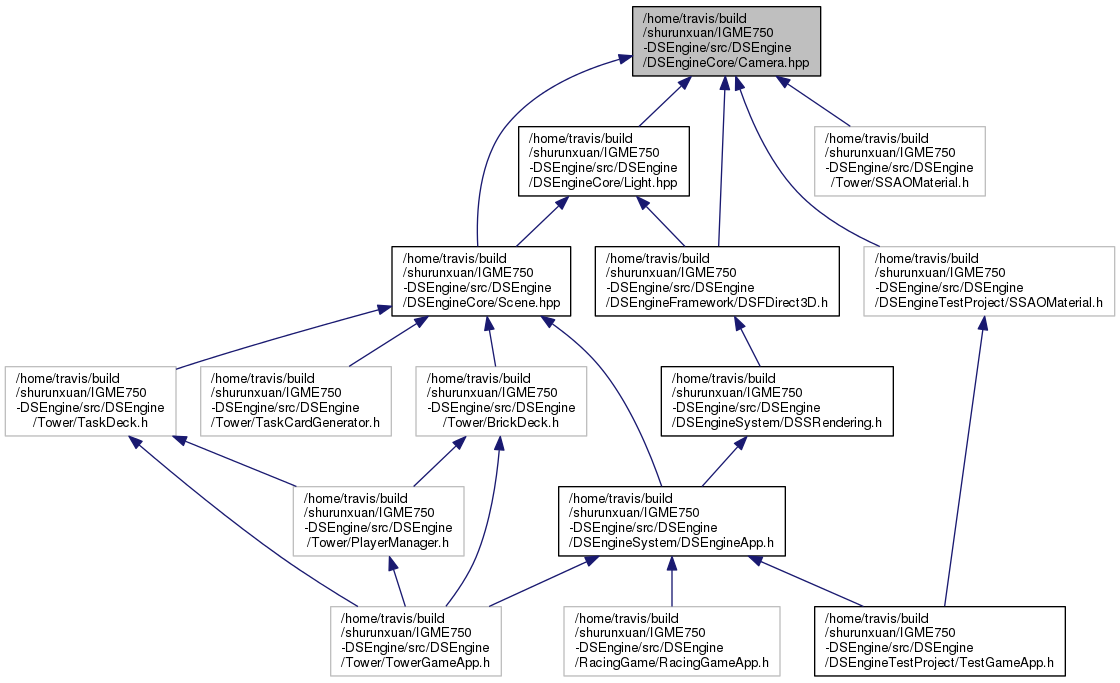 /home/travis/build
/shurunxuan/IGME750
-DSEngine/src/DSEngine
/DSEngineCore/Camera.hpp
/home/travis/build
/shurunxuan/IGME750
-DSEngine/src/DSEngine
/DSEngineCore/Light.hpp
/home/travis/build
/shurunxuan/IGME750
-DSEngine/src/DSEngine
/Tower/SSAOMaterial.h
/home/travis/build
/shurunxuan/IGME750
-DSEngine/src/DSEngine
/DSEngineCore/Scene.hpp
/home/travis/build
/shurunxuan/IGME750
-DSEngine/src/DSEngine
/DSEngineFramework/DSFDirect3D.h
/home/travis/build
/shurunxuan/IGME750
-DSEngine/src/DSEngine
/DSEngineTestProject/SSAOMaterial.h
/home/travis/build
/shurunxuan/IGME750
-DSEngine/src/DSEngine
/Tower/TaskDeck.h
/home/travis/build
/shurunxuan/IGME750
-DSEngine/src/DSEngine
/Tower/TaskCardGenerator.h
/home/travis/build
/shurunxuan/IGME750
-DSEngine/src/DSEngine
/Tower/BrickDeck.h
/home/travis/build
/shurunxuan/IGME750
-DSEngine/src/DSEngine
/DSEngineSystem/DSSRendering.h
/home/travis/build
/shurunxuan/IGME750
-DSEngine/src/DSEngine
/Tower/PlayerManager.h
/home/travis/build
/shurunxuan/IGME750
-DSEngine/src/DSEngine
/DSEngineSystem/DSEngineApp.h
/home/travis/build
/shurunxuan/IGME750
-DSEngine/src/DSEngine
/Tower/TowerGameApp.h
/home/travis/build
/shurunxuan/IGME750
-DSEngine/src/DSEngine
/RacingGame/RacingGameApp.h
/home/travis/build
/shurunxuan/IGME750
-DSEngine/src/DSEngine
/DSEngineTestProject/TestGameApp.h